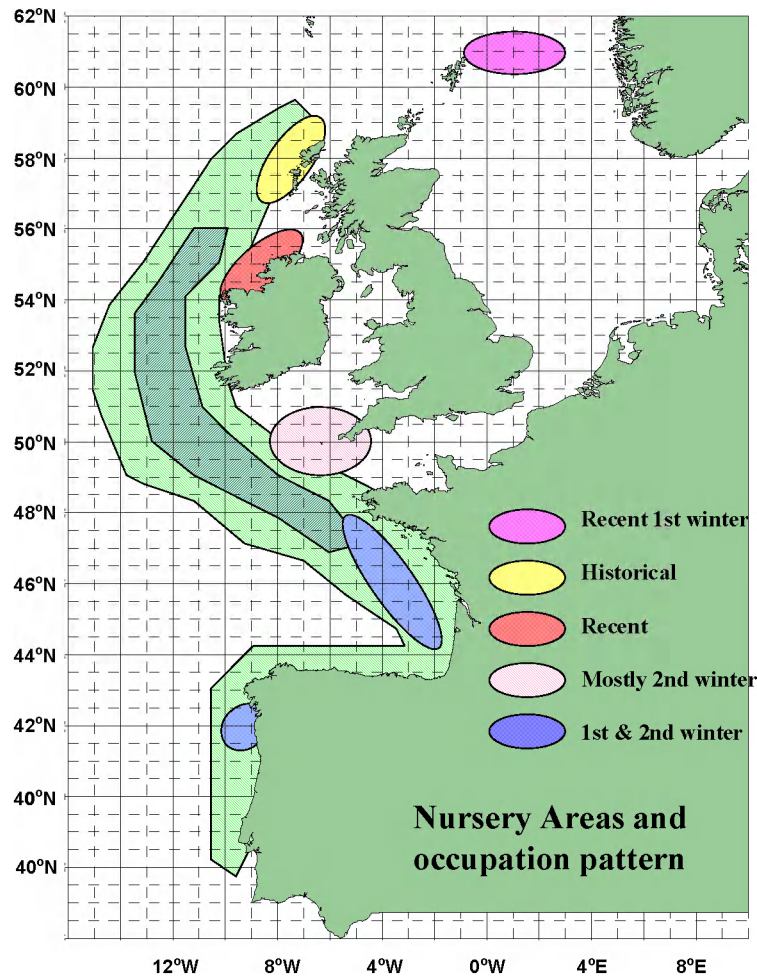 62°N
60°N
58°N
56°N
54°N
52°N
50°N
48°N
46°N
44°N
42°N
40°N
40°N
Recent 1st winter
Historical
Recent
Mostly 2nd winter
1st & 2nd winter
Nursery Areas and
occupation pattern
12°W 8°W 4°W 0°W 4°E 8°E